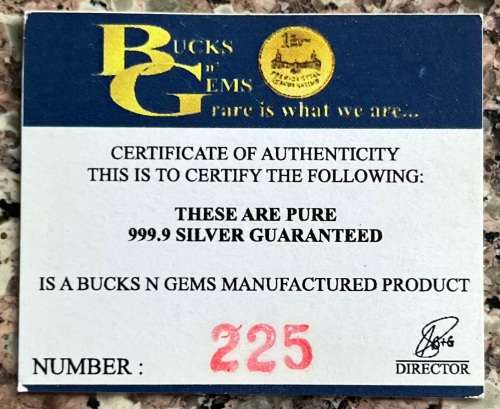 BUCKS
n'
GEMS
rare is what we are...
CERTIFICATE OF AUTHENTICITY
THIS IS TO CERTIFY THE FOLLOWING:
THESE ARE PURE
999.9 SILVER GUARANTEED
IS A BUCKS N GEMS MANUFACTURED PRODUCT
NUMBER : 225
DIRECTOR